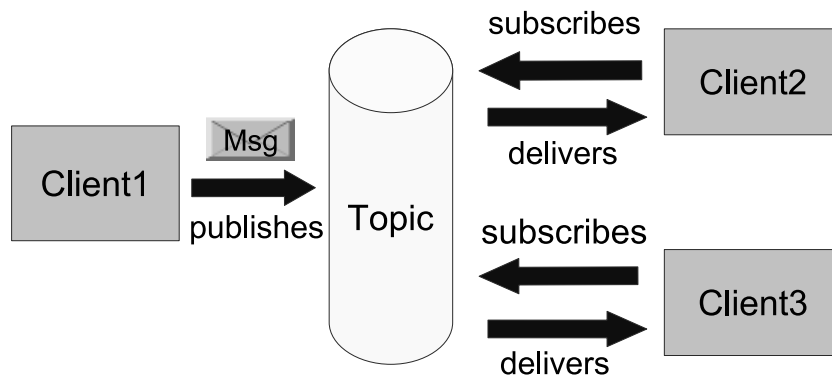 subscribes
Client2
Msg
delivers
Client1
publishes
Topic
subscribes
Client3
delivers